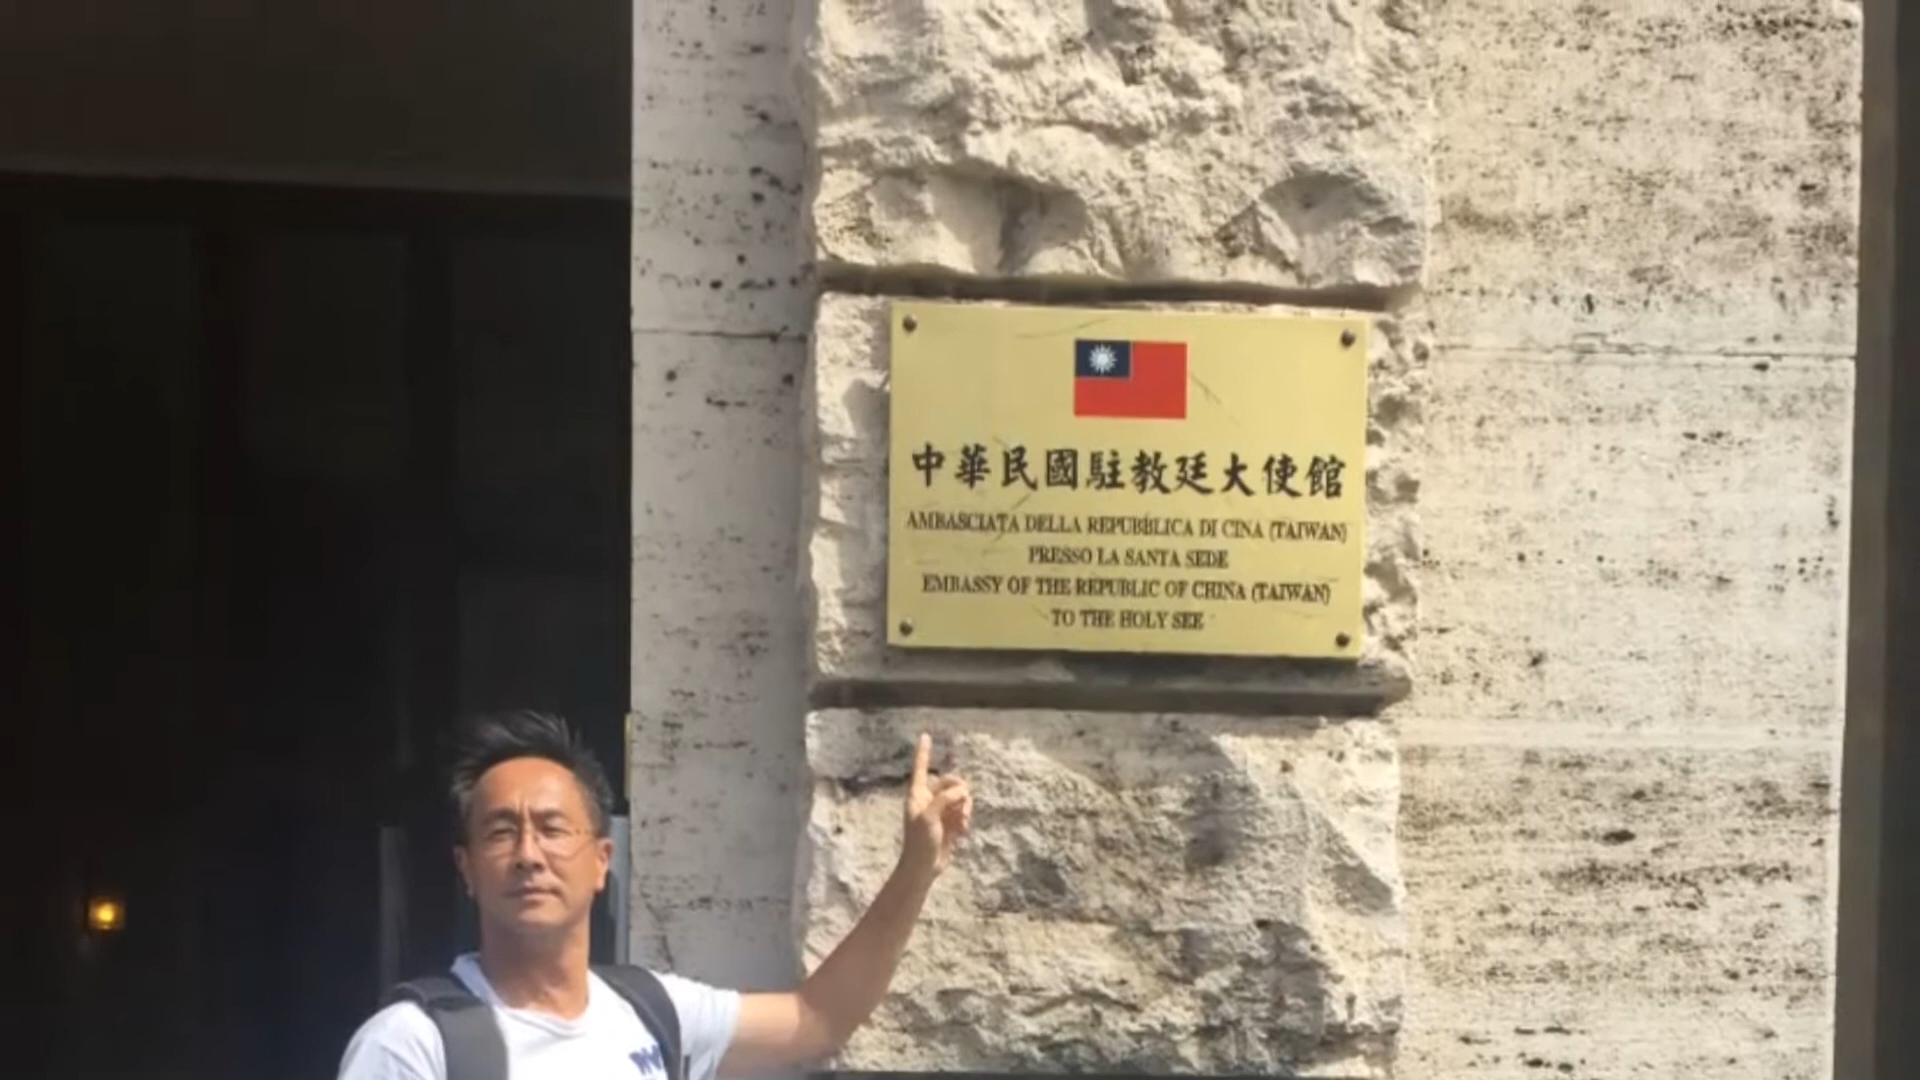 中華民國駐教廷大使館
AMBASCIATA DELLA REPUBBLICA DI CINA (TAIWAN)
PRESSO LA SANTA SEDE
EMBASSY OF THE REPUBLIC OF CHINA (TAIWAN)
TO THE HOLY SEE